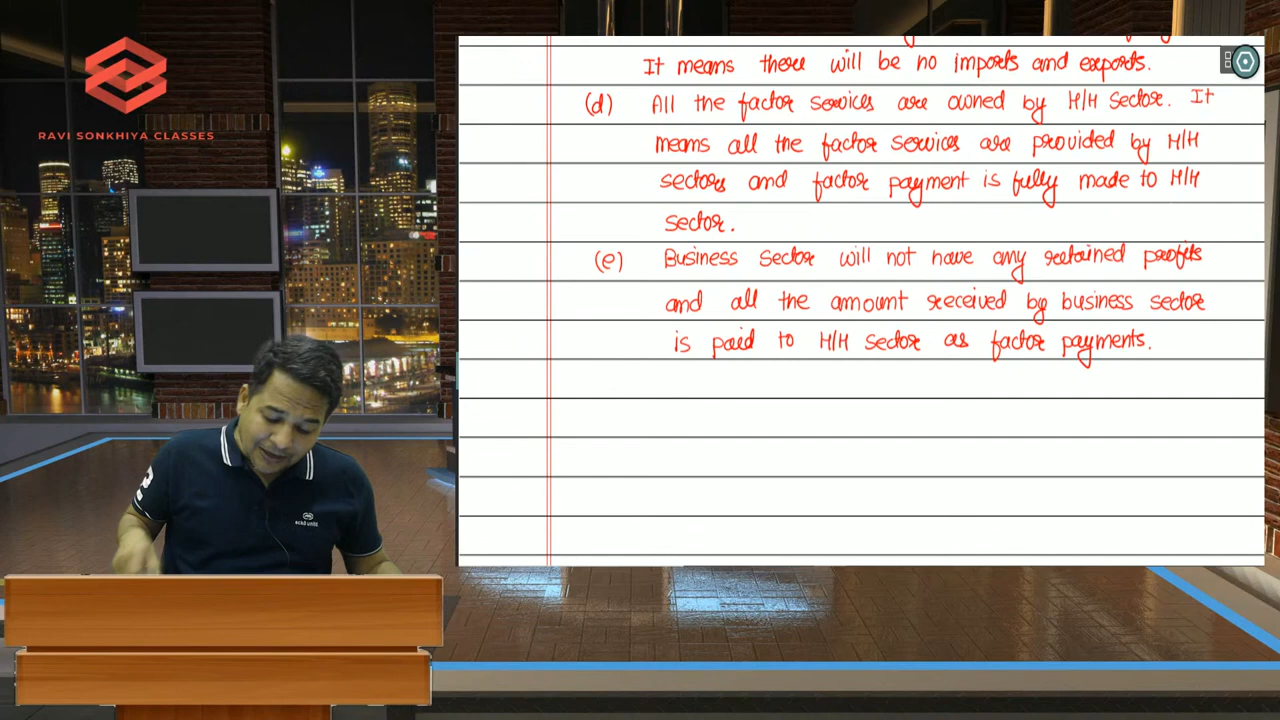 RAVI SONKHIYA CLASSES
It means there will be no imports and exports.
(d) All the factor services are owned by H/H Sector. It
means all the factor services are provided by H/H
sectors and factor payment is fully made to H/H
sector.
(e) Business Sector will not have any retained profits
and all the amount received by business sector
is paid to H/H sector as factor payments.